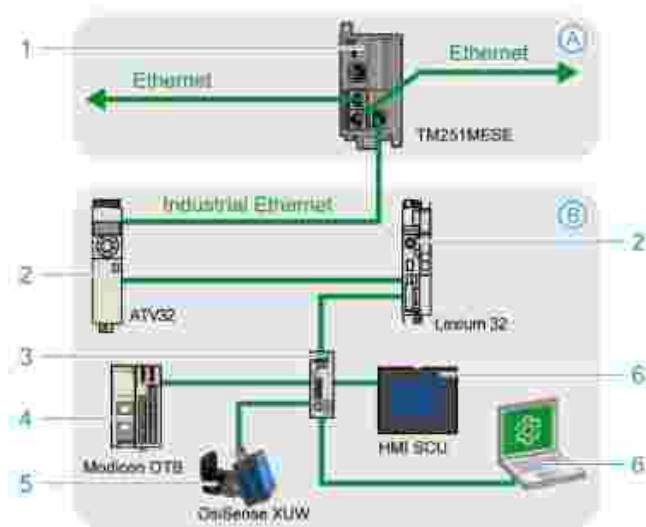 1
Ethernet
Ethernet
A
TM251MESE
Industrial Ethernet
B
2
2
ATV32
Lexium 32
3
6
4
HMI SCU
Modicon OTB
6
5
OsiSense XUW